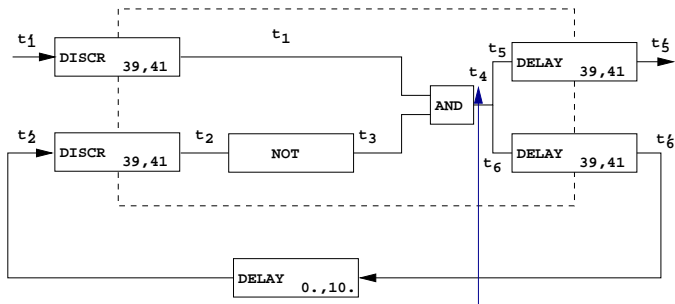 t₁′ DISCR 39,41 t₁ t₄ t₅ DELAY 39,41 t₅′
AND
t₂′ DISCR 39,41 t₂ NOT t₃ t₆ DELAY 39,41 t₆′
DELAY 0.,10.